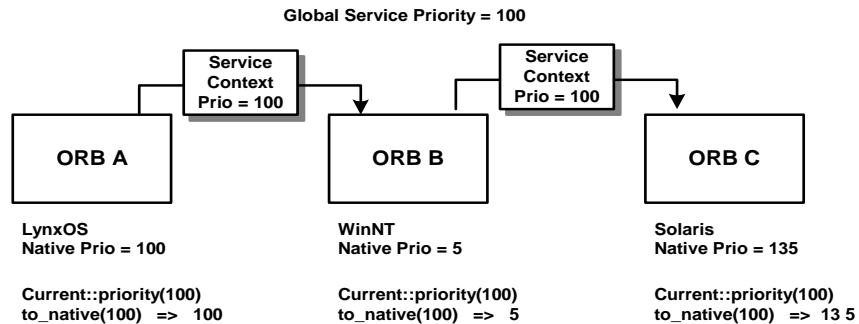 Global Service Priority = 100
Service
Context
Prio = 100
Service
Context
Prio = 100
ORB A
ORB B
ORB C
LynxOS
Native Prio = 100
WinNT
Native Prio = 5
Solaris
Native Prio = 135
Current::priority(100)
to_native(100) => 100
Current::priority(100)
to_native(100) => 5
Current::priority(100)
to_native(100) => 13 5